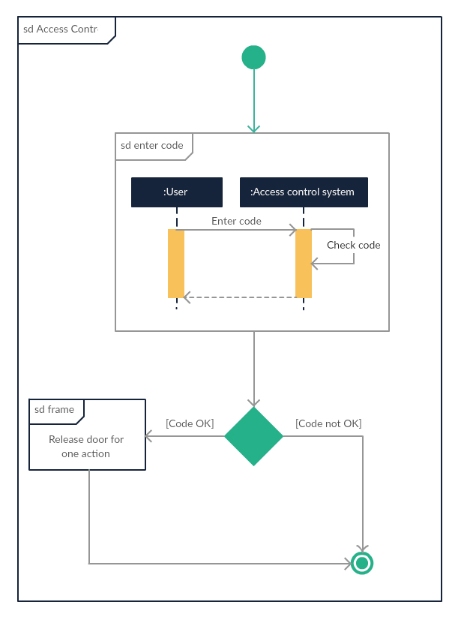 sd Access Contr
sd enter code
:User
:Access control system
Enter code
Check code
[Code OK]
[Code not OK]
sd frame
Release door for
one action